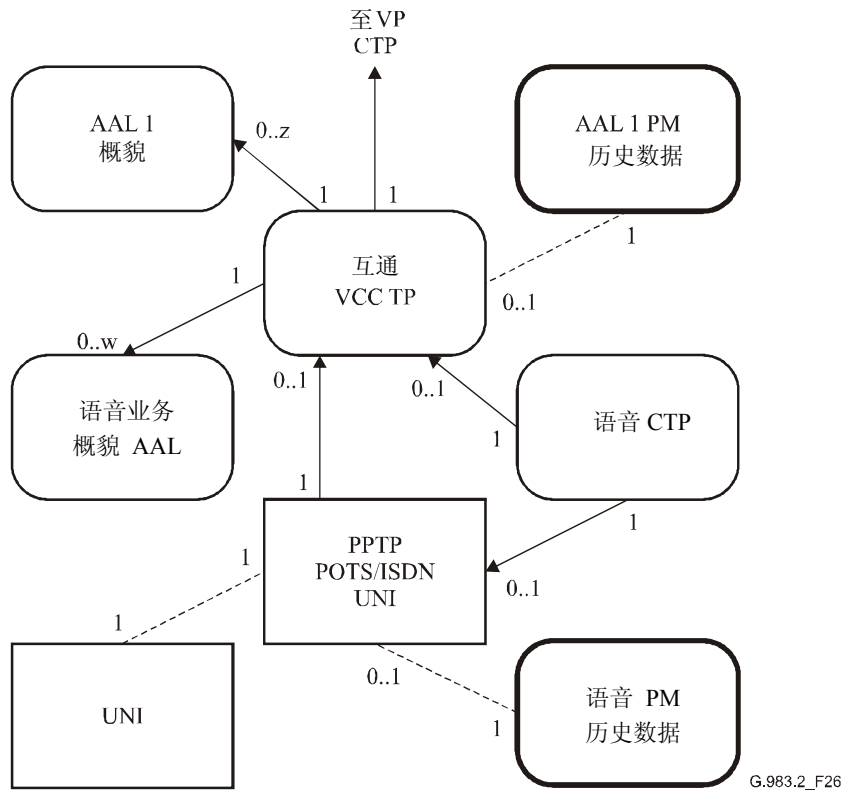 至VP
CTP
AAL 1
概貌
0..z
AAL 1 PM
历史数据
1
1
1
互通
VCC TP
1
0..1
0..w
0..1
0..1
语音业务
概貌 AAL
语音 CTP
1
1
1
PPTP
POTS/ISDN
UNI
1
0..1
1
0..1
UNI
语音 PM
历史数据
1
G.983.2_F26